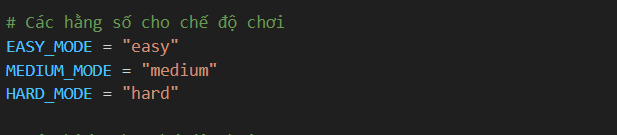 # Các hằng số cho chế độ chơi
EASY_MODE = "easy"
MEDIUM_MODE = "medium"
HARD_MODE = "hard"